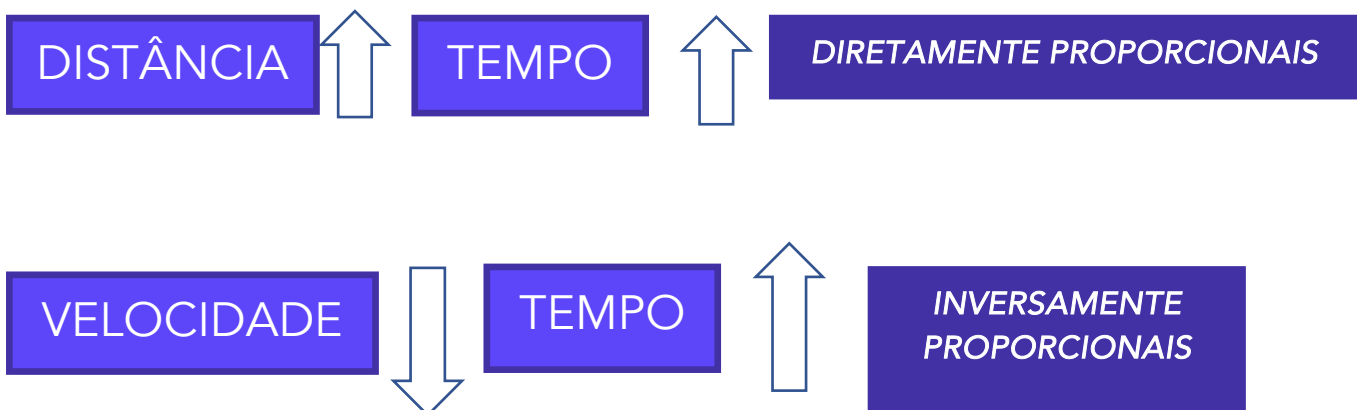 DISTÂNCIA TEMPO DIRETAMENTE PROPORCIONAIS
VELOCIDADE TEMPO INVERSAMENTE
PROPORCIONAIS